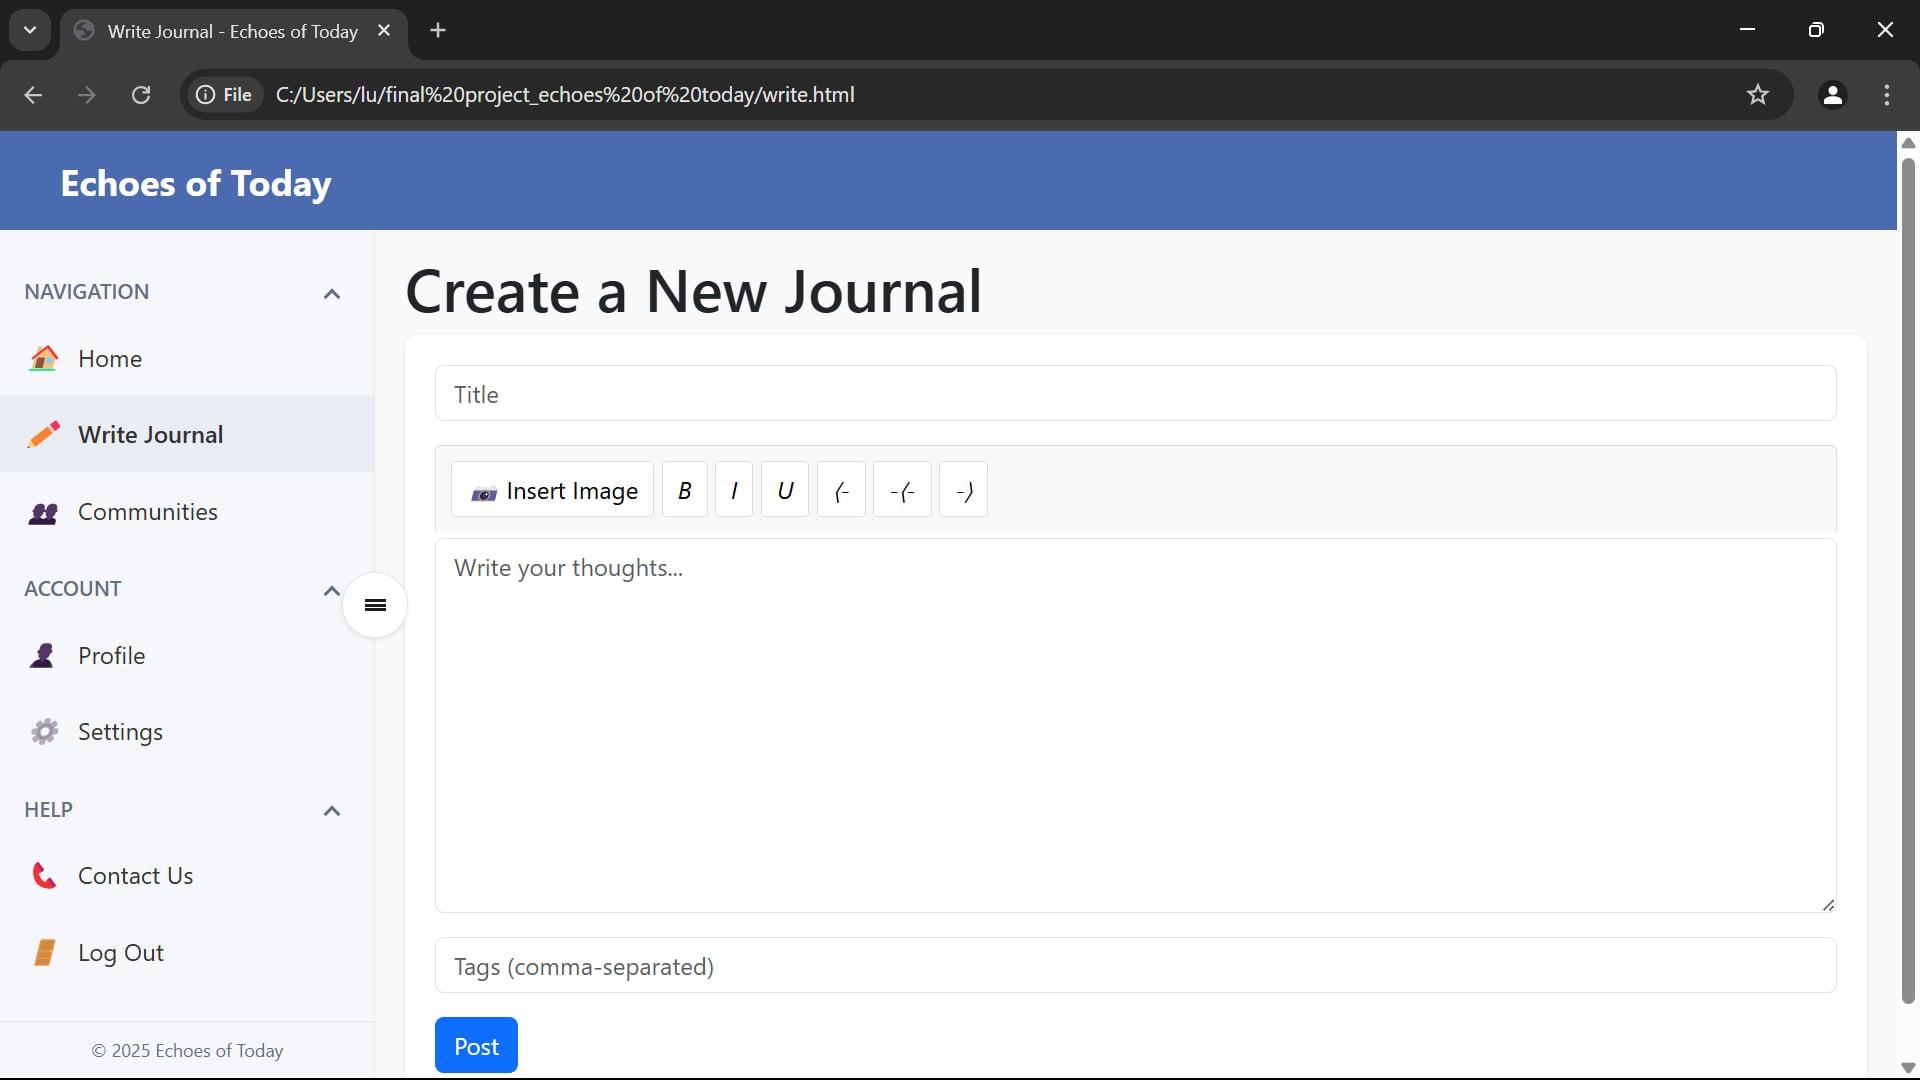 Write Journal - Echoes of Today
File C:/Users/lu/final%20project_echoes%20of%20today/write.html
Echoes of Today
NAVIGATION
Home
Write Journal
Communities
ACCOUNT
Profile
Settings
HELP
Contact Us
Log Out
© 2025 Echoes of Today
Create a New Journal
Title
Insert Image B I U ⟨- -⟨- -⟩
Write your thoughts...
Tags (comma-separated)
Post